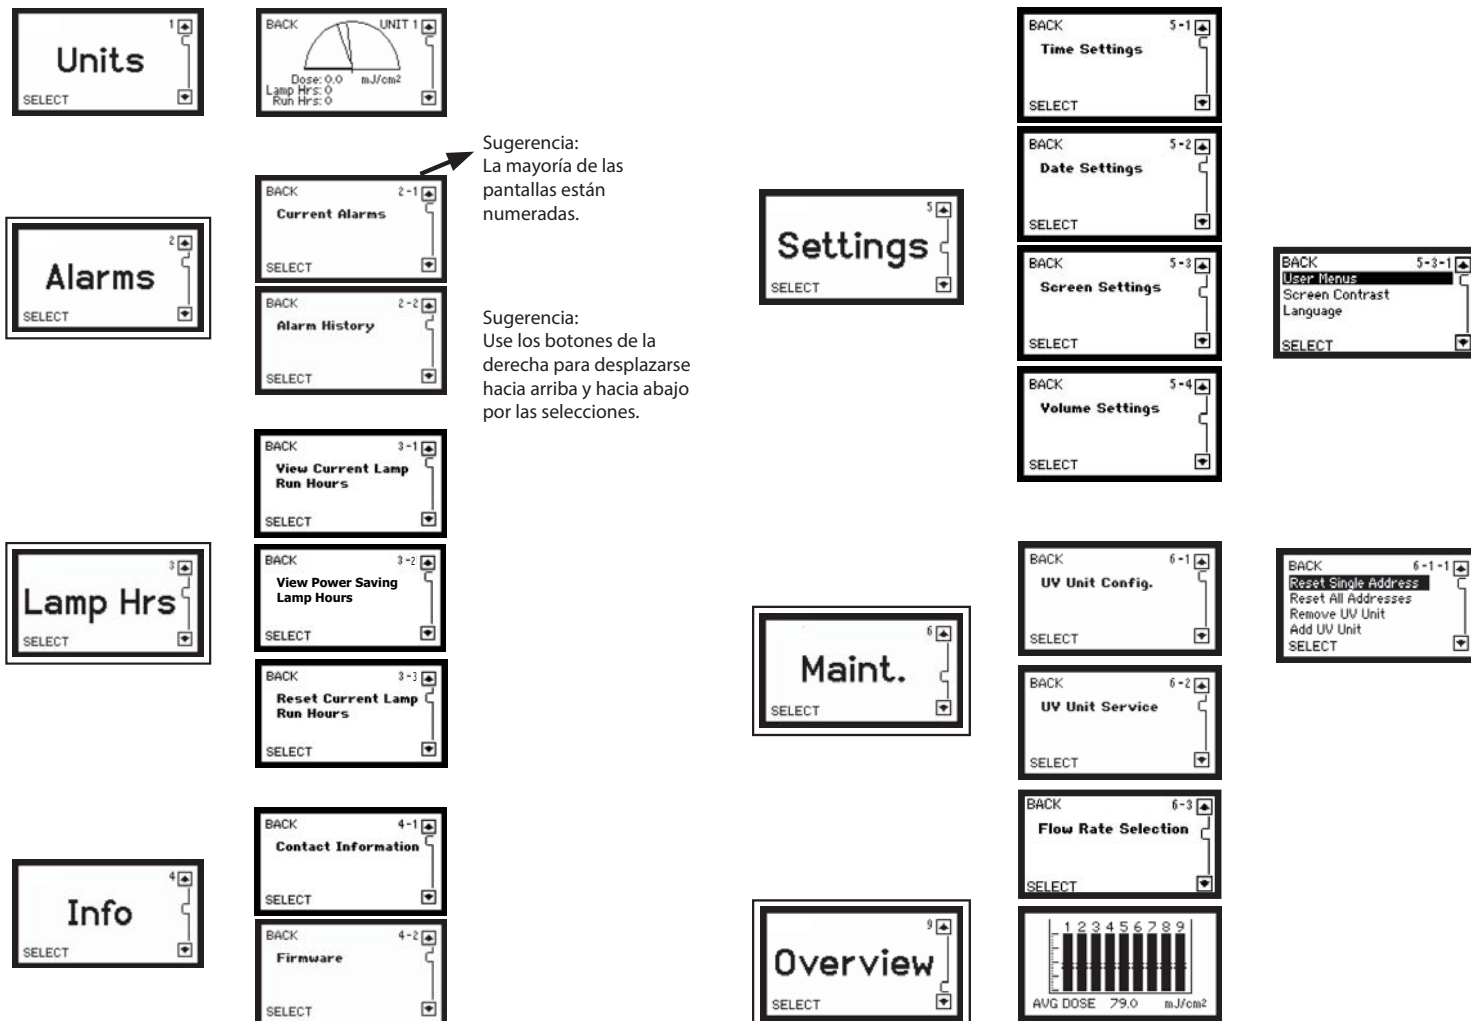 1
Units
SELECT
BACK UNIT 1
Dose: 0.0 mJ/cm²
Lamp Hrs: 0
Run Hrs: 0
Sugerencia:
La mayoría de las
pantallas están
numeradas.
2
Alarms
SELECT
BACK 2-1
Current Alarms
SELECT
BACK 2-2
Alarm History
SELECT
Sugerencia:
Use los botones de la
derecha para desplazarse
hacia arriba y hacia abajo
por las selecciones.
3
Lamp Hrs
SELECT
BACK 3-1
View Current Lamp
Run Hours
SELECT
BACK 3-2
View Power Saving
Lamp Hours
SELECT
BACK 3-3
Reset Current Lamp
Run Hours
SELECT
4
Info
SELECT
BACK 4-1
Contact Information
SELECT
BACK 4-2
Firmware
SELECT
5
Settings
SELECT
BACK 5-1
Time Settings
SELECT
BACK 5-2
Date Settings
SELECT
BACK 5-3
Screen Settings
SELECT
BACK 5-3-1
User Menus
Screen Contrast
Language
SELECT
BACK 5-4
Volume Settings
SELECT
6
Maint.
SELECT
BACK 6-1
UV Unit Config.
SELECT
BACK 6-1-1
Reset Single Address
Reset All Addresses
Remove UV Unit
Add UV Unit
SELECT
BACK 6-2
UV Unit Service
SELECT
BACK 6-3
Flow Rate Selection
SELECT
9
Overview
SELECT
1 2 3 4 5 6 7 8 9
AVG DOSE 79.0 mJ/cm²